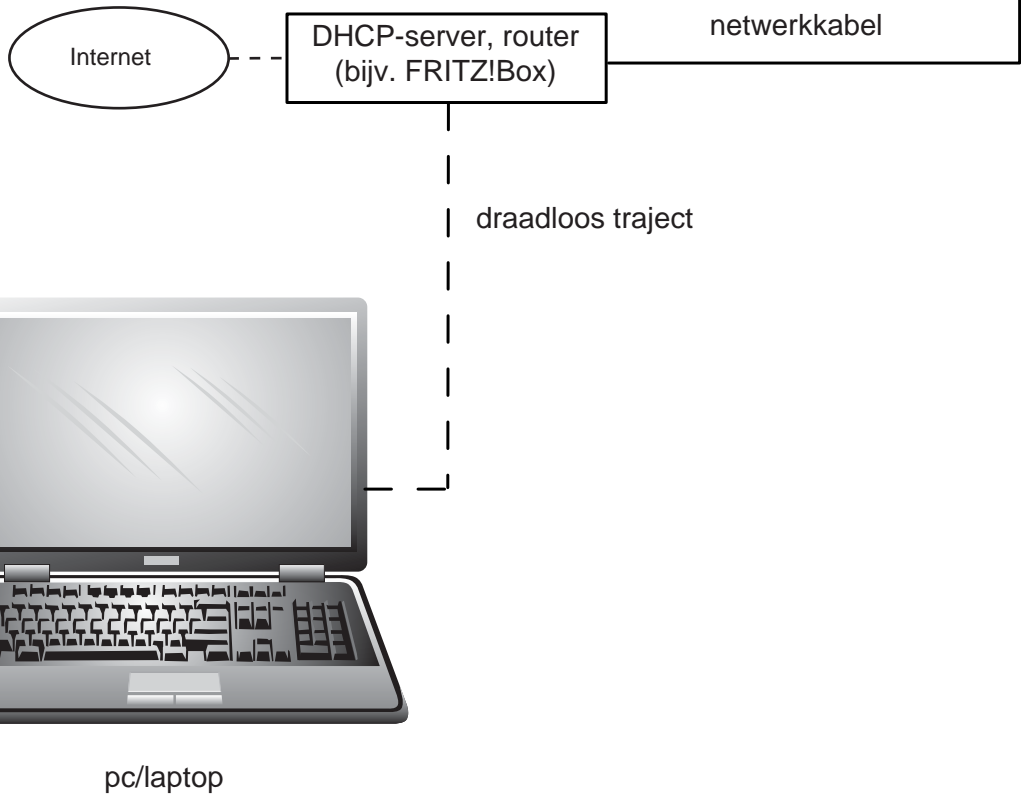 Internet
DHCP-server, router
(bijv. FRITZ!Box)
netwerkkabel
draadloos traject
pc/laptop